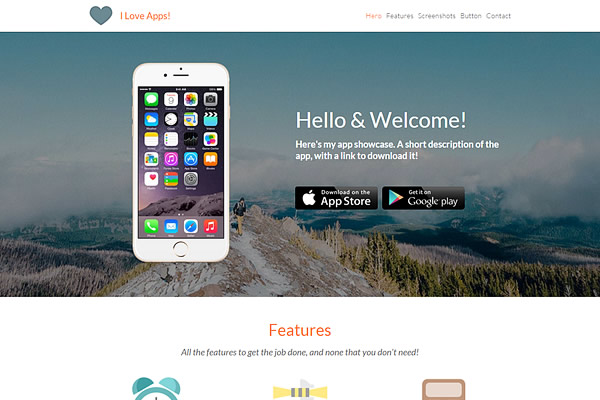 I Love Apps!
Hero Features Screenshots Button Contact
Hello & Welcome!
Here's my app showcase. A short description of the
app, with a link to download it!
Download on the
App Store
Get it on
Google play
Features
All the features to get the job done, and none that you don't need!